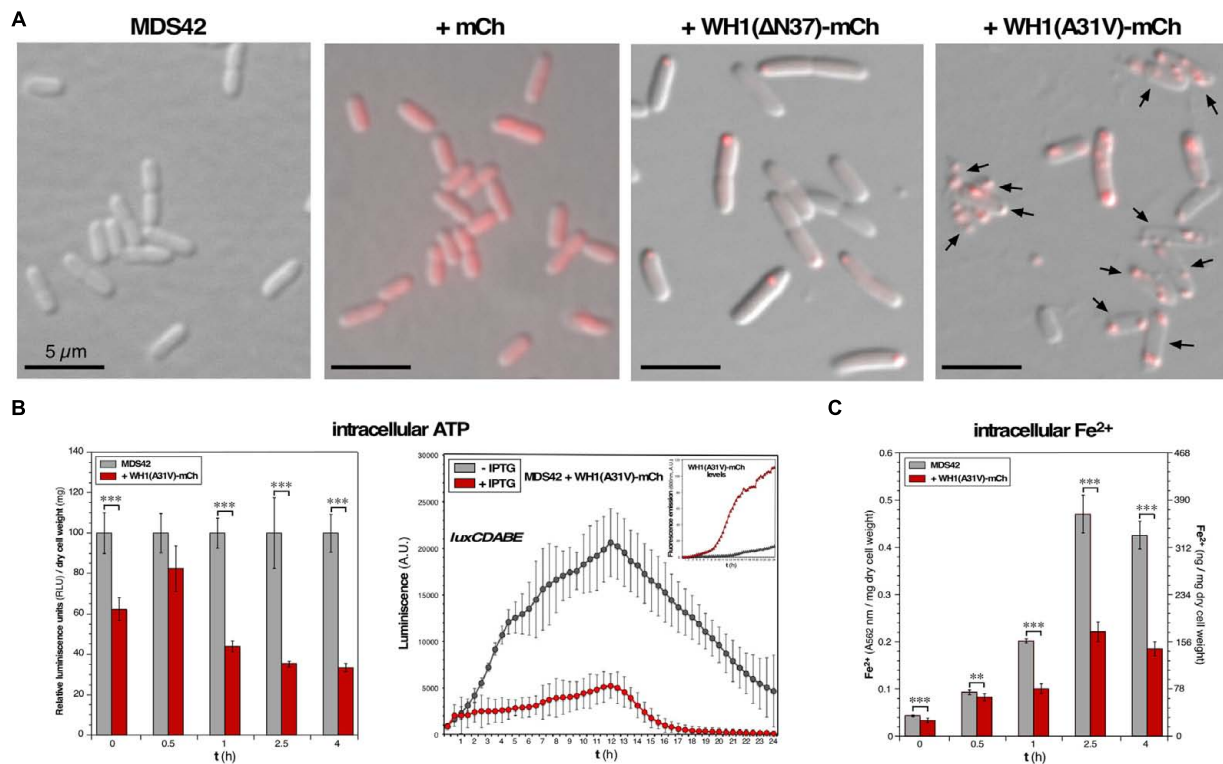 A
MDS42
+ mCh
+ WH1(ΔN37)-mCh
+ WH1(A31V)-mCh
5 µm
B
intracellular ATP
Relative luminiscence units (RLU) / dry cell weight (mg)
140
120
100
80
60
40
20
0
MDS42
+ WH1(A31V)-mCh
***
***
***
***
0 0.5 1 2.5 4
t (h)
Luminiscence (A.U.)
30000
25000
20000
15000
10000
5000
0
- IPTG
+ IPTG
MDS42 + WH1(A31V)-mCh
luxCDABE
WH1(A31V)-mCh
levels
t (h)
1 2 3 4 5 6 7 8 9 10 11 12 13 14 15 16 17 18 19 20 21 22 23 24
t (h)
C
intracellular Fe2+
Fe2+ (A562 nm / mg dry cell weight)
0.6
0.5
0.4
0.3
0.2
0.1
0
MDS42
+ WH1(A31V)-mCh
***
**
***
***
***
468
390
312
234
156
78
0
Fe2+ (ng / mg dry cell weight)
0 0.5 1 2.5 4
t (h)